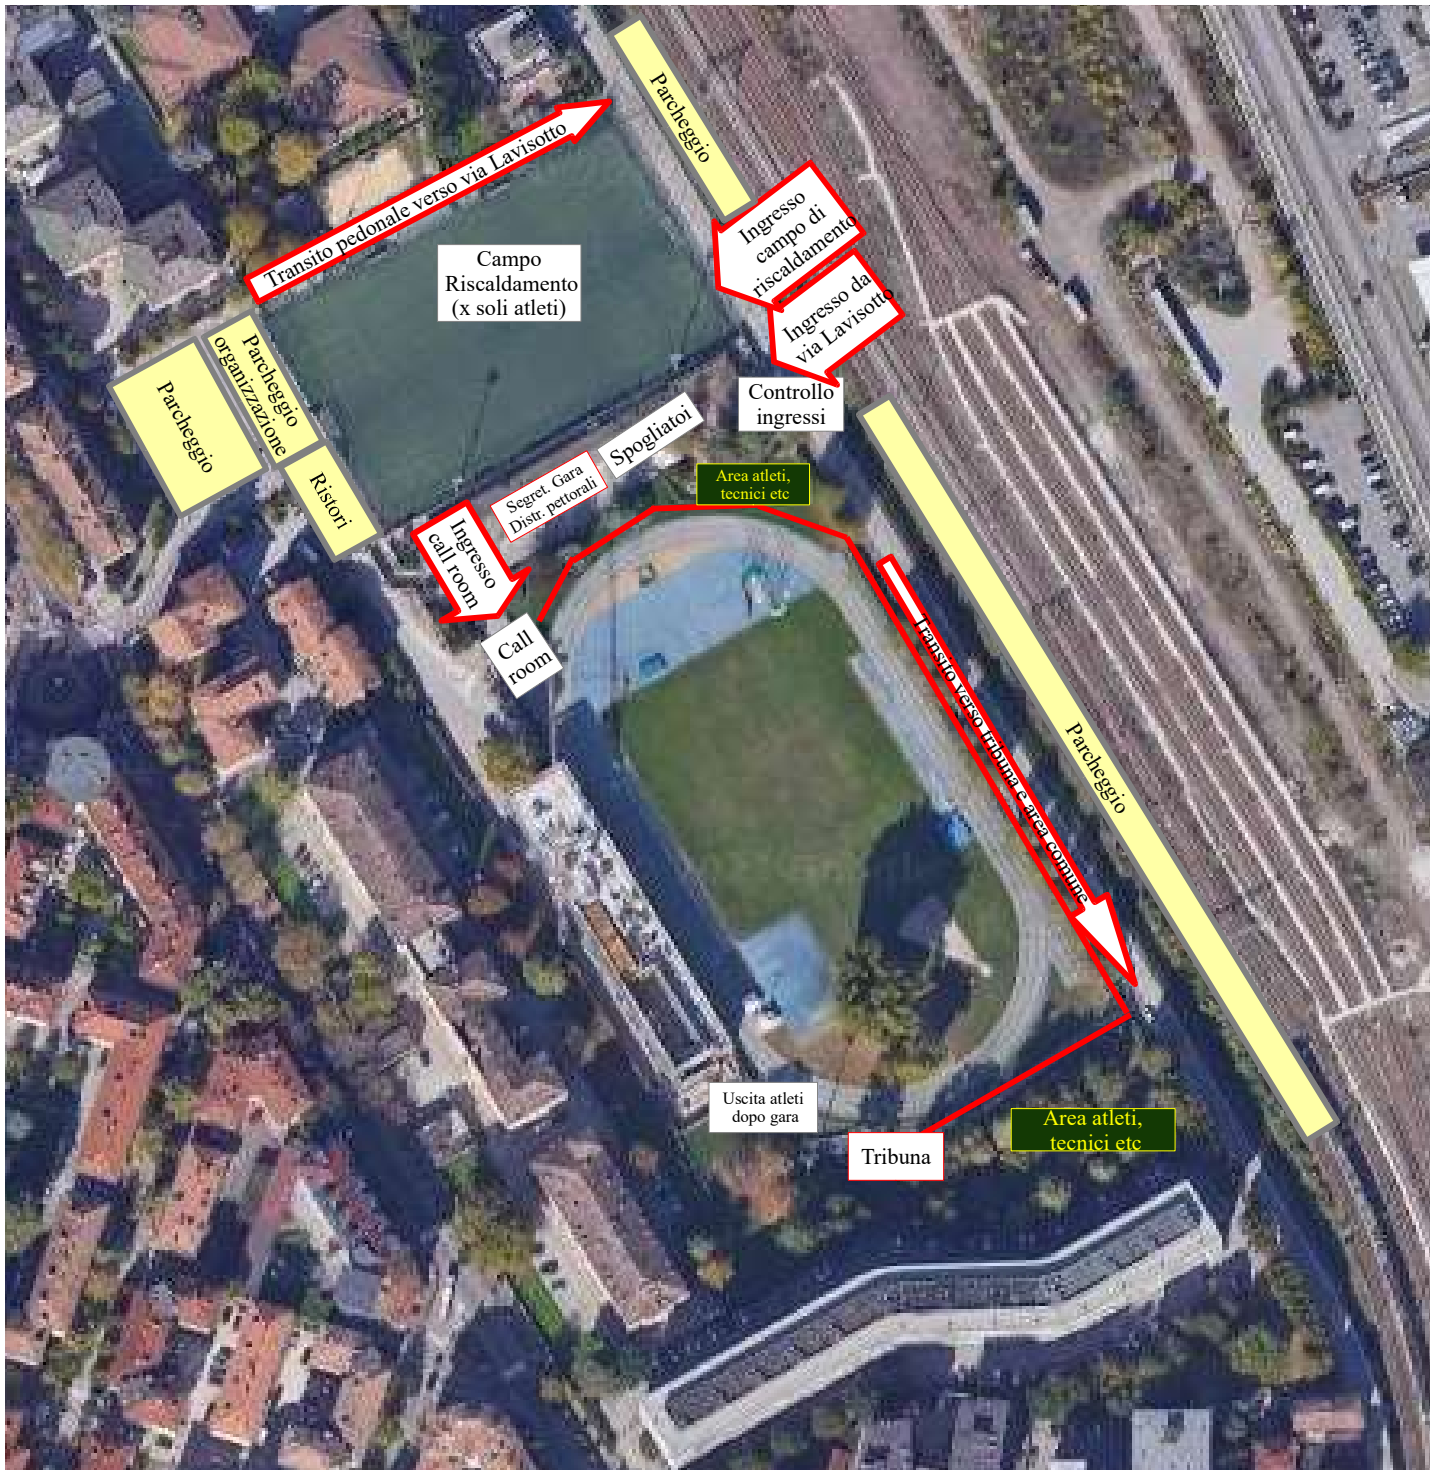 Parcheggio
Transito pedonale verso via Lavisotto
Ingresso
campo di
riscaldamento
Campo
Riscaldamento
(x soli atleti)
Ingresso da
via Lavisotto
Parcheggio
organizzazione
Parcheggio
Controllo
ingressi
Spogliatoi
Ristori
Segret. Gara
Distr. pettorali
Area atleti,
tecnici etc
Ingresso
call room
Call
room
Transito verso tribuna e area comune
Parcheggio
Uscita atleti
dopo gara
Area atleti,
tecnici etc
Tribuna